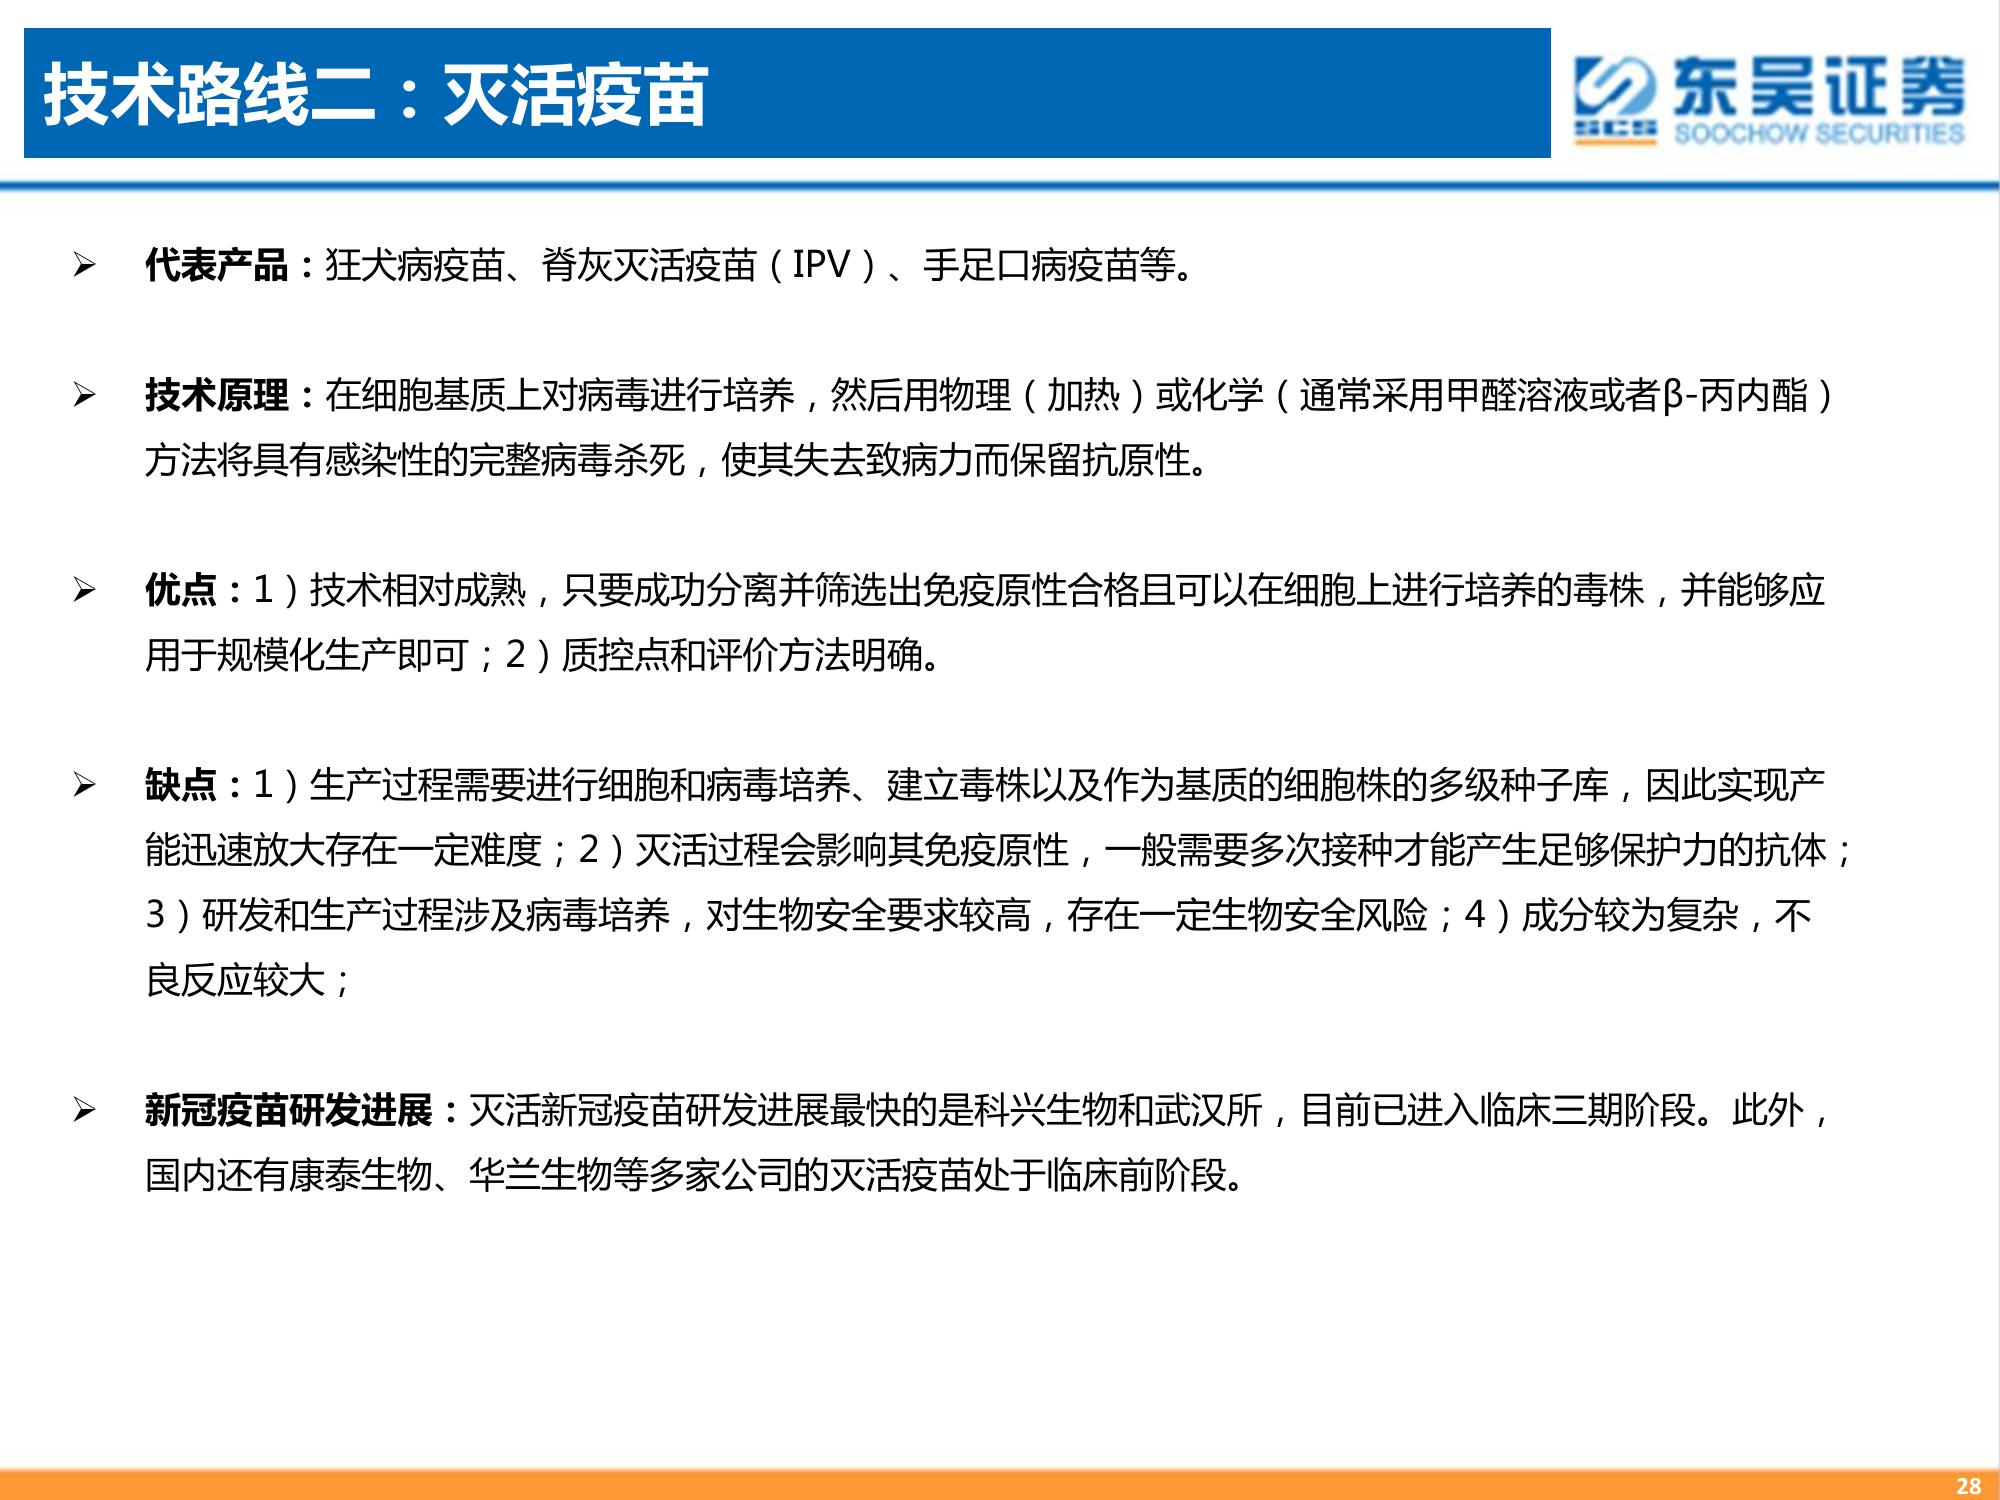 技术路线二：灭活疫苗
东吴证券
SCS
SOOCHOW SECURITIES
➢ 代表产品：狂犬病疫苗、脊灰灭活疫苗（IPV）、手足口病疫苗等。
➢ 技术原理：在细胞基质上对病毒进行培养，然后用物理（加热）或化学（通常采用甲醛溶液或者β-丙内酯）
方法将具有感染性的完整病毒杀死，使其失去致病力而保留抗原性。
➢ 优点：1）技术相对成熟，只要成功分离并筛选出免疫原性合格且可以在细胞上进行培养的毒株，并能够应
用于规模化生产即可；2）质控点和评价方法明确。
➢ 缺点：1）生产过程需要进行细胞和病毒培养、建立毒株以及作为基质的细胞株的多级种子库，因此实现产
能迅速放大存在一定难度；2）灭活过程会影响其免疫原性，一般需要多次接种才能产生足够保护力的抗体；
3）研发和生产过程涉及病毒培养，对生物安全要求较高，存在一定生物安全风险；4）成分较为复杂，不
良反应较大；
➢ 新冠疫苗研发进展：灭活新冠疫苗研发进展最快的是科兴生物和武汉所，目前已进入临床三期阶段。此外，
国内还有康泰生物、华兰生物等多家公司的灭活疫苗处于临床前阶段。
28